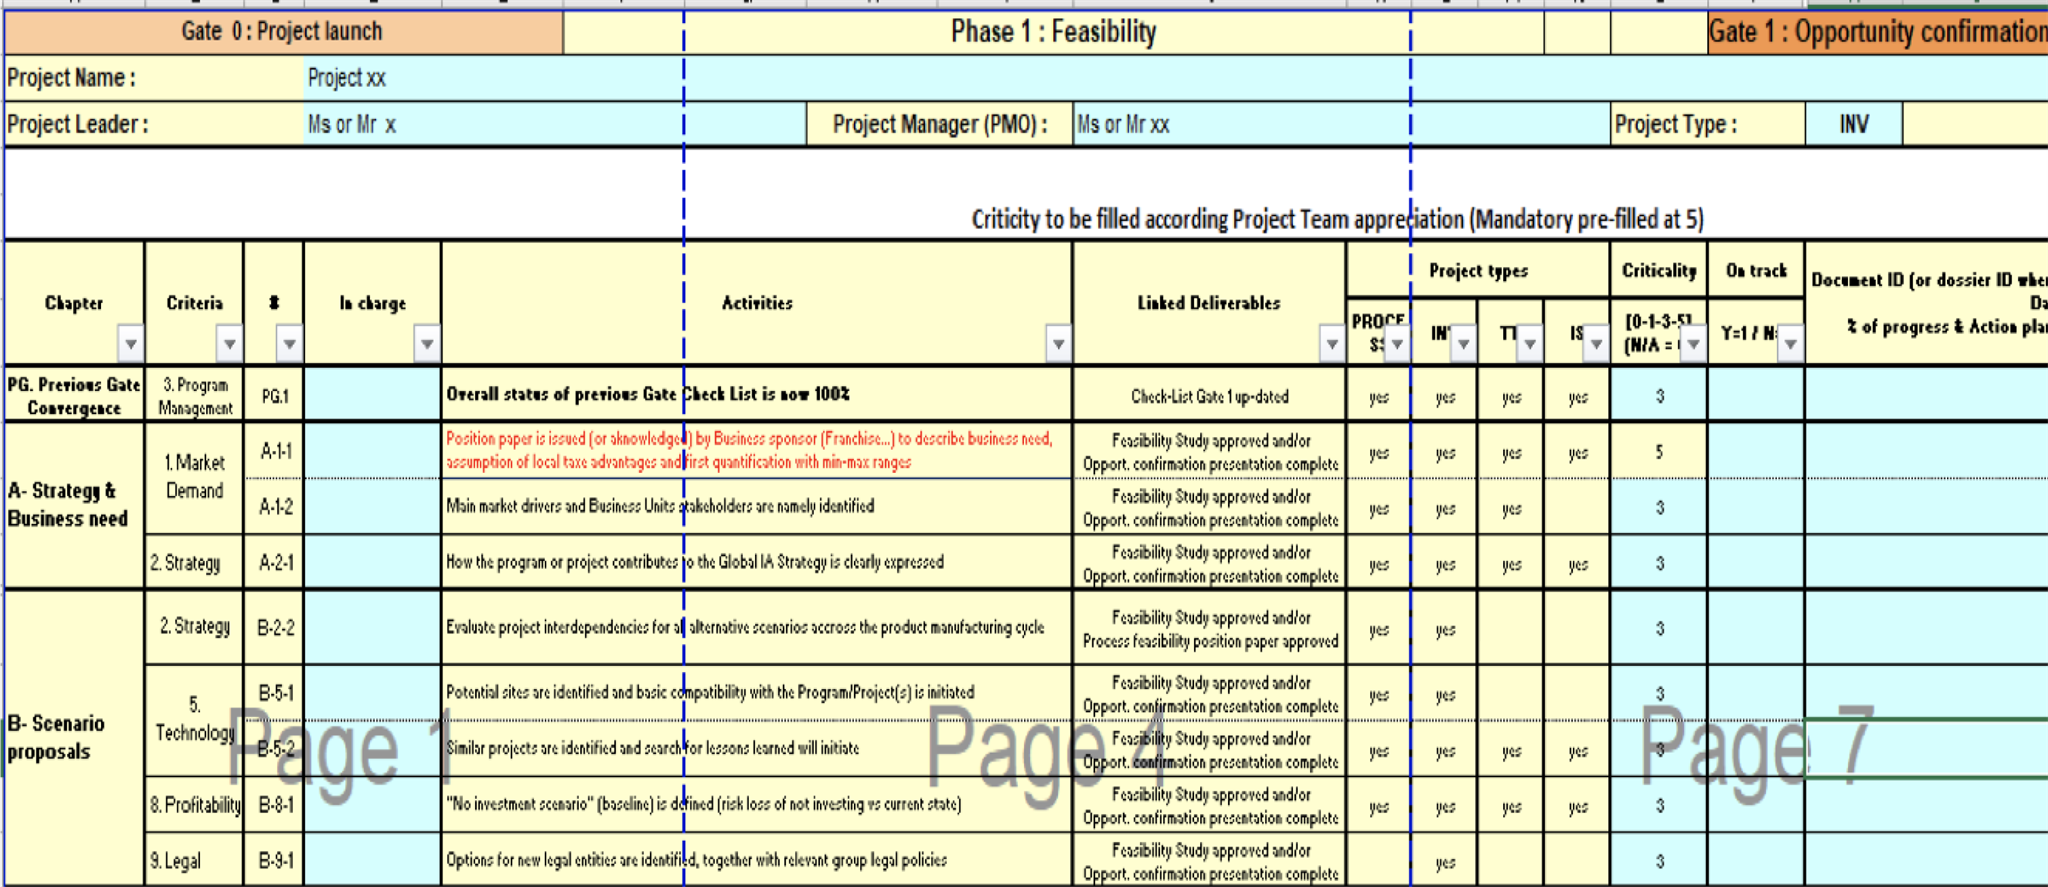 Gate 0 : Project launch
Phase 1 : Feasibility
Gate 1 : Opportunity confirmation
Project Name :
Project xx
Project Leader :
Ms or Mr x
Project Manager (PMO) :
Ms or Mr xx
Project Type :
INV
Criticity to be filled according Project Team appreciation (Mandatory pre-filled at 5)
Chapter
Criteria
#
In charge
Activities
Linked Deliverables
Project types
Criticality
On track
Document ID (or dossier ID
% of progress & Action
PROCE
[0-1-3-5]
(N/A =
Y=1 /
PG. Previous Gate
Convergence
3. Program
Management
PG.1
Overall status of previous Gate Check List is now 100%
Check-List Gate 1 up-dated
yes yes yes yes 3
A- Strategy &
Business need
1. Market
Demand
A-1-1
Position paper is issued (or aknowledged) by Business sponsor (Franchise...) to describe business need,
assumption of local taxe advantages and first quantification with min-max ranges
Feasibility Study approved and/or
Opport. confirmation presentation complete
yes yes yes yes 5
A-1-2
Main market drivers and Business Units stakeholders are namely identified
Feasibility Study approved and/or
Opport. confirmation presentation complete
yes yes yes 3
2. Strategy
A-2-1
How the program or project contributes to the Global IA Strategy is clearly expressed
Feasibility Study approved and/or
Opport. confirmation presentation complete
yes yes yes yes 3
B- Scenario
proposals
2. Strategy
B-2-2
Evaluate project interdependencies for all alternative scenarios accross the product manufacturing cycle
Feasibility Study approved and/or
Process feasibility position paper approved
yes yes 3
5.
Technology
B-5-1
Potential sites are identified and basic compatibility with the Program/Project(s) is initiated
Feasibility Study approved and/or
Opport. confirmation presentation complete
yes yes 3
B-5-2
Similar projects are identified and search for lessons learned will initiate
Feasibility Study approved and/or
Opport. confirmation presentation complete
yes yes yes yes 3
Page 1
Page 4
Page 7
8. Profitability
B-8-1
"No investment scenario" (baseline) is defined (risk loss of not investing vs current state)
Feasibility Study approved and/or
Opport. confirmation presentation complete
yes yes yes yes 3
9. Legal
B-9-1
Options for new legal entities are identified, together with relevant group legal policies
Feasibility Study approved and/or
Opport. confirmation presentation complete
yes 3